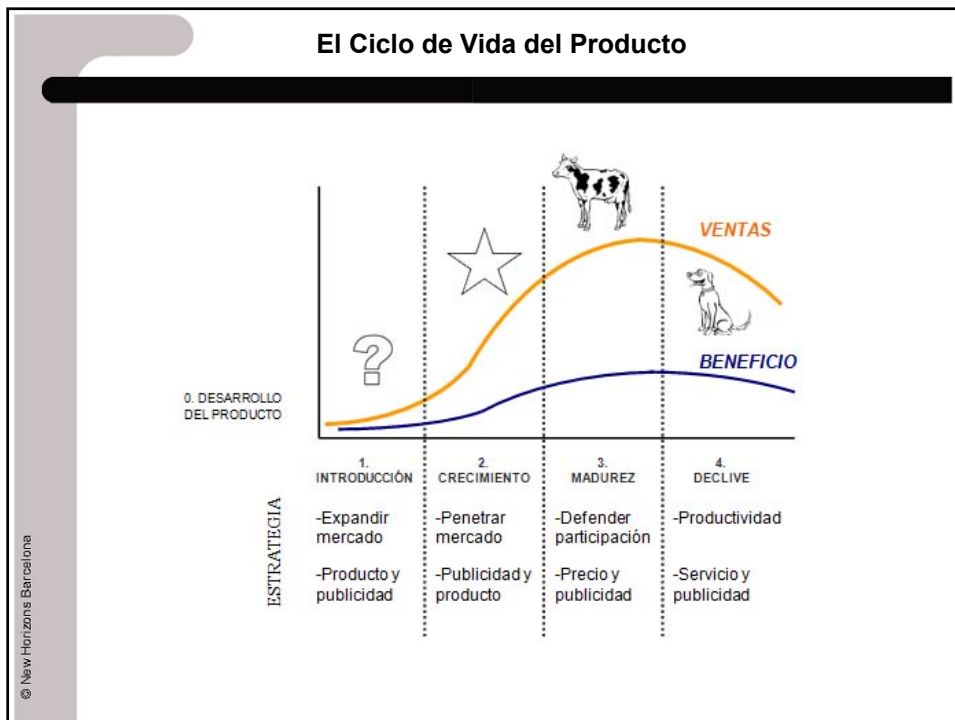 El Ciclo de Vida del Producto
VENTAS
BENEFICIO
?
0. DESARROLLO
DEL PRODUCTO
1.
INTRODUCCIÓN
2.
CRECIMIENTO
3.
MADUREZ
4.
DECLIVE
ESTRATEGIA
-Expandir
mercado
-Producto y
publicidad
-Penetrar
mercado
-Publicidad y
producto
-Defender
participación
-Precio y
publicidad
-Productividad
-Servicio y
publicidad
© New Horizons Barcelona